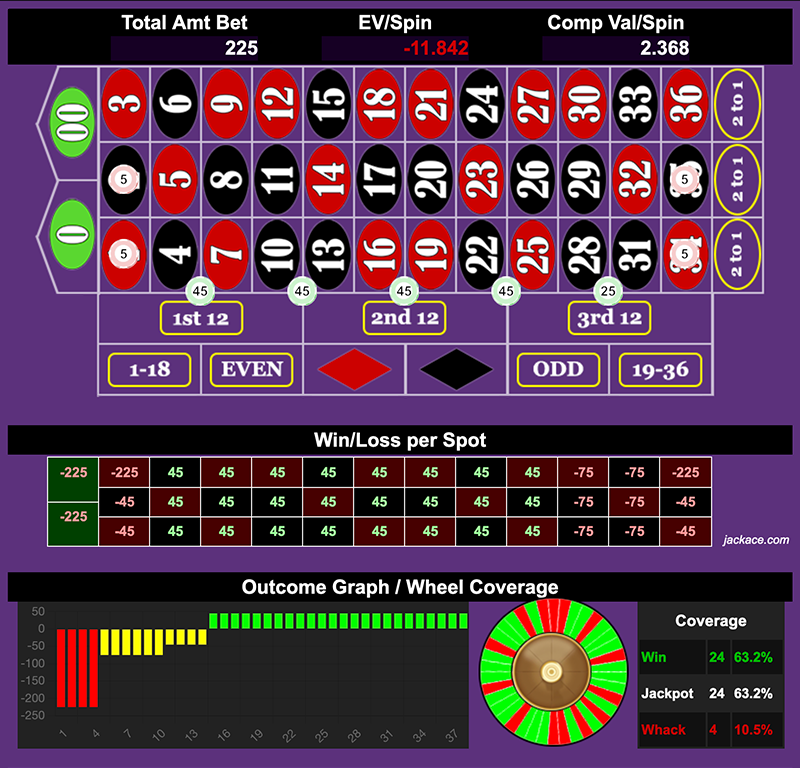 Total Amt Bet EV/Spin Comp Val/Spin
225 -11.842 2.368
00 3 6 9 12 15 18 21 24 27 30 33 36 2 to 1
5 5 8 11 14 17 20 23 26 29 32 5 2 to 1
0 5 4 7 10 13 16 19 22 25 28 31 5 2 to 1
45 45 45 45 25
1st 12 2nd 12 3rd 12
1-18 EVEN ODD 19-36
Win/Loss per Spot
-225 -225 45 45 45 45 45 45 45 45 -75 -75 -225
-45 45 45 45 45 45 45 45 45 -75 -75 -45
-225 -45 45 45 45 45 45 45 45 45 -75 -75 -45
jackace.com
Outcome Graph / Wheel Coverage
50
0
-50
-100
-150
-200
-250
1 4 7 10 13 16 19 22 25 28 31 34 37
Coverage
Win 24 63.2%
Jackpot 24 63.2%
Whack 4 10.5%